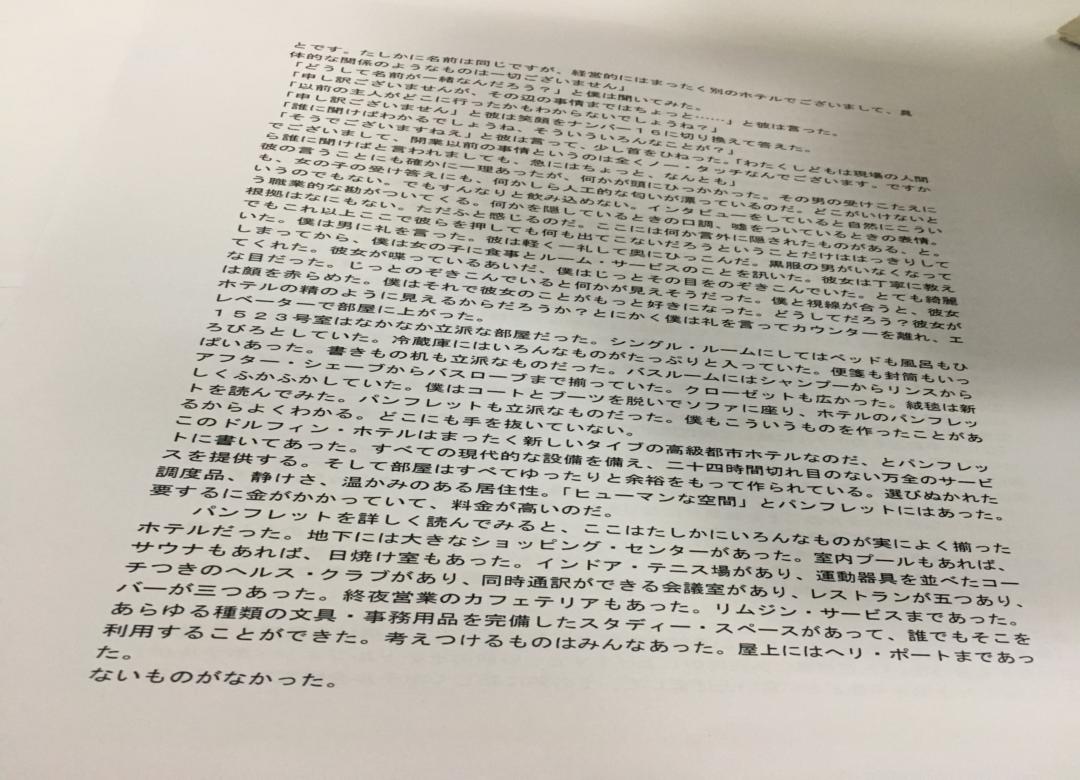 とです。たしかに名前は同じですが、経営的にはまったく別のホテルでございまして、具
体的な関係のようなものは一切ございません」
「どうして名前が一緒なんだろう?」と僕は聞いてみた。
「申し訳ございませんが、その辺の事情まではちょっと……」と彼は言った。
「以前の主人がどこに行ったかもわからないでしょうね?」
「申し訳ございません」と彼は笑顔をナンバー16に切り換えて答えた。
「誰に聞けばわかるでしょうね、そういういろんなことが?」
「そうでございますねえ」と彼は言って、少し首をひねった。「わたくしどもは現場の人間
でございまして、開業以前の事情というのは全くノー・タッチなんでございます。ですか
ら誰に聞けばと言われましても、急にはちょっと、なんとも」
彼の言うことにも確かに一理あったが、何かが頭にひっかかった。その男の受けこたえに
も、女の子の受け答えにも、何かしら人工的な匂いが漂っているのだ。どこがいけないと
いうのでもない。でもすんなりと飲み込めない。インタビューをしていると自然にこうい
う職業的な勘がついてくる。何かを隠しているときの口調、嘘をついているときの表情。
根拠はなにもない。ただふと感じるのだ。ここには何か言外に隠されたものがある、と。
でもこれ以上ここで彼らを押しても何も出てこないだろうということだけははっきりして
いた。僕は男に礼を言った。彼は軽く一礼して奥にひっこんだ。黒服の男がいなくなって
しまってから、僕は女の子に食事とルーム・サービスのことを訊いた。彼女は丁寧に教え
てくれた。彼女が喋っているあいだ、僕はじっとその目をのぞきこんでいた。とても綺麗
な目だった。じっとのぞきこんでいると何かが見えそうだった。僕と視線が合うと、彼女
は顔を赤らめた。僕はそれで彼女のことがもっと好きになった。どうしてだろう?彼女が
ホテルの精のように見えるからだろうか?とにかく僕は礼を言ってカウンターを離れ、エ
レベーターで部屋に上がった。
1523号室はなかなか立派な部屋だった。シングル・ルームにしてはベッドも風呂もひ
ろびろとしていた。冷蔵庫にはいろんなものがたっぷりと入っていた。便箋も封筒もいっ
ぱいあった。書きもの机も立派なものだった。バスルームにはシャンプーからリンスから
アフター・シェーブからバスローブまで揃っていた。クローゼットも広かった。絨毯は新
しくふかふかしていた。僕はコートとブーツを脱いでソファに座り、ホテルのパンフレッ
トを読んでみた。パンフレットも立派なものだった。僕もこういうものを作ったことがあ
るからよくわかる。どこにも手を抜いていない。
このドルフィン・ホテルはまったく新しいタイプの高級都市ホテルなのだ、とパンフレッ
トに書いてあった。すべての現代的な設備を備え、二十四時間切れ目のない万全のサービ
スを提供する。そして部屋はすべてゆったりと余裕をもって作られている。選びぬかれた
調度品、静けさ、温かみのある居住性。「ヒューマンな空間」とパンフレットにはあった。
要するに金がかかっていて、料金が高いのだ。
パンフレットを詳しく読んでみると、ここはたしかにいろんなものが実によく揃った
ホテルだった。地下には大きなショッピング・センターがあった。室内プールもあれば、
サウナもあれば、日焼け室もあった。インドア・テニス場があり、運動器具を並べたコー
チつきのヘルス・クラブがあり、同時通訳ができる会議室があり、レストランが五つあり、
バーが三つあった。終夜営業のカフェテリアもあった。リムジン・サービスまであった。
あらゆる種類の文具・事務用品を完備したスタディー・スペースがあって、誰でもそこを
利用することができた。考えつけるものはみんなあった。屋上にはヘリ・ポートまであっ
た。
ないものがなかった。